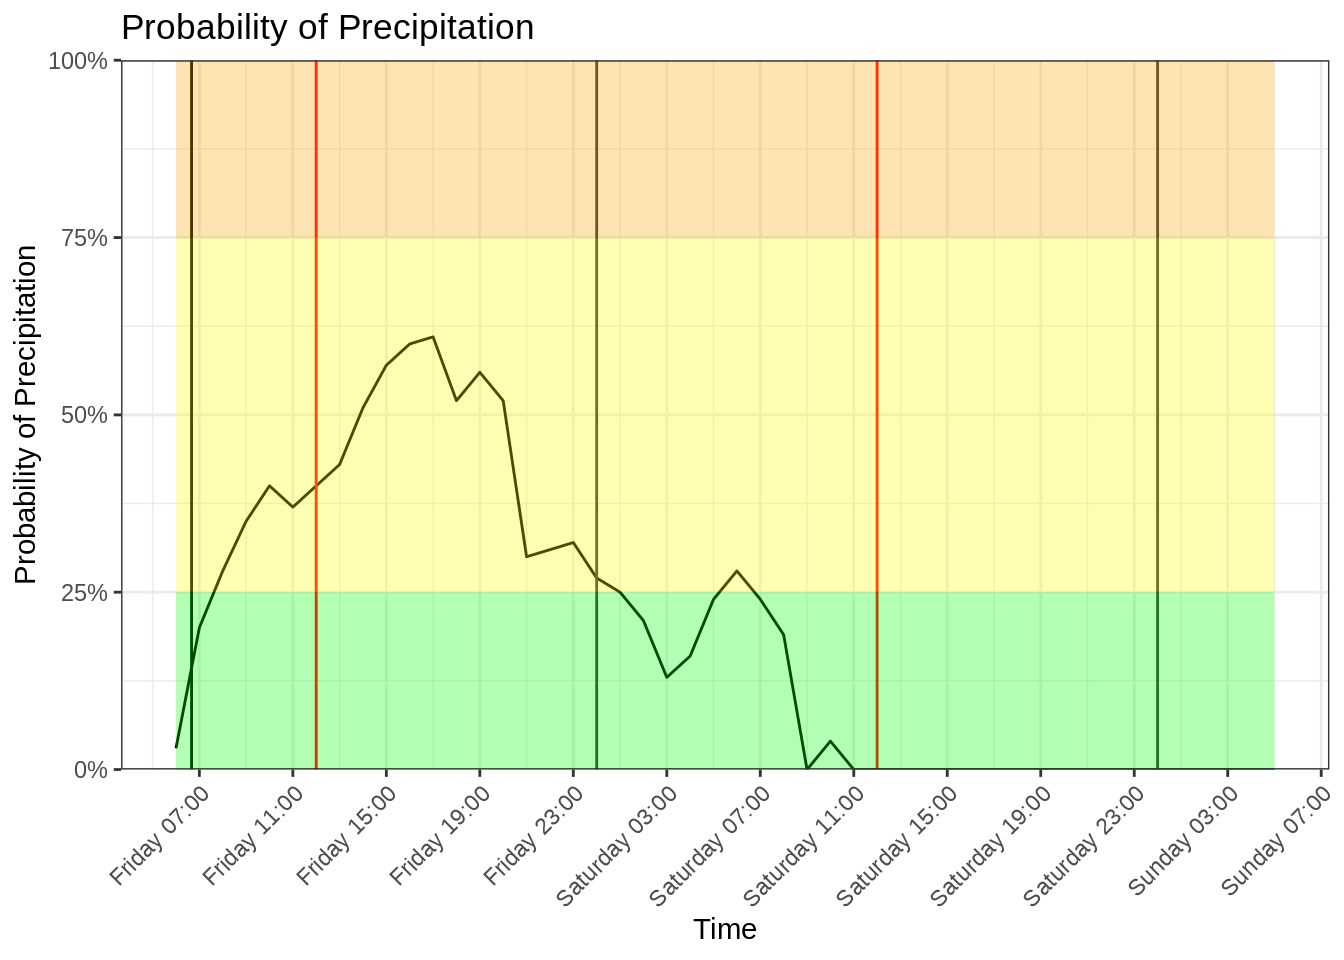 Probability of Precipitation
Probability of Precipitation
100%
75%
50%
25%
0%
Friday 07:00
Friday 11:00
Friday 15:00
Friday 19:00
Friday 23:00
Saturday 03:00
Saturday 07:00
Saturday 11:00
Saturday 15:00
Saturday 19:00
Saturday 23:00
Sunday 03:00
Sunday 07:00
Time